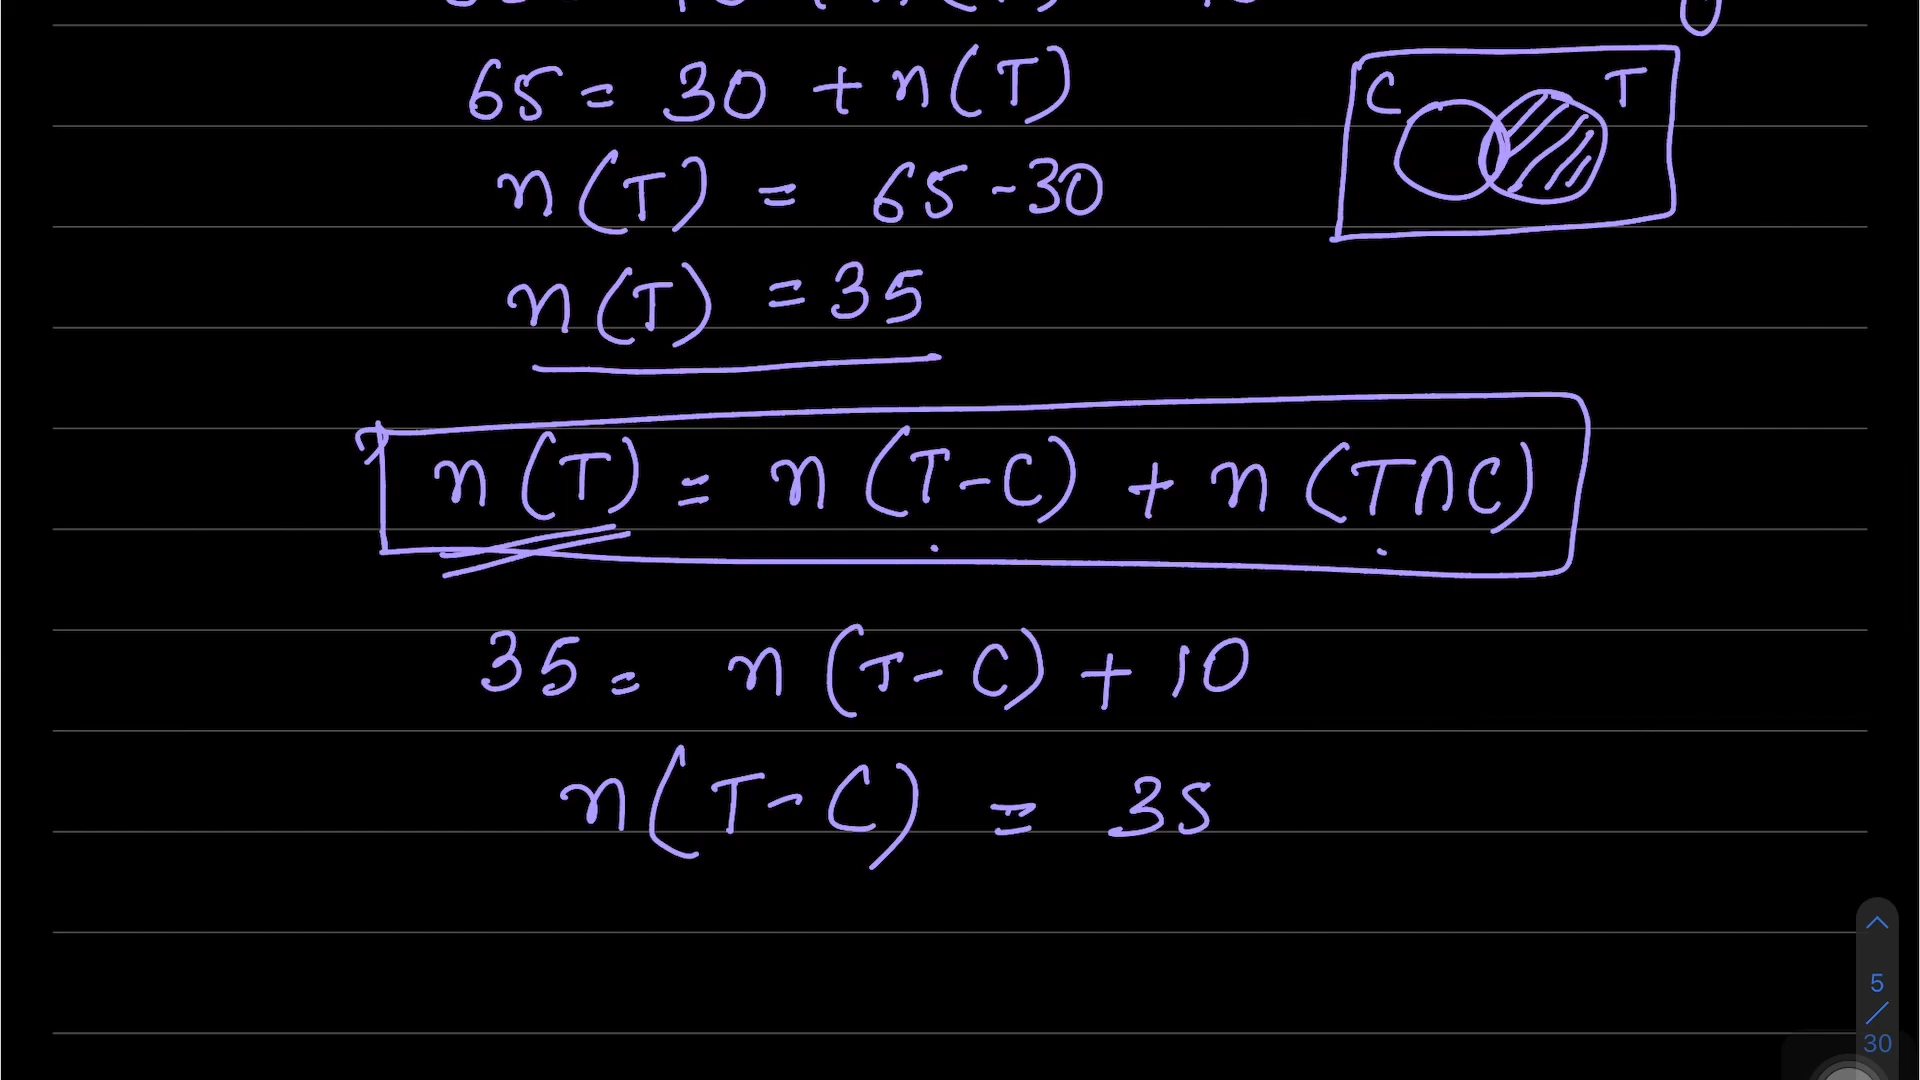 65 = 30 + n(T)
C T
n(T) = 65-30
n(T) = 35
n(T) = n(T-C) + n(T∩C)
35 = n(T-C) + 10
n(T-C) = 35
5
/
30